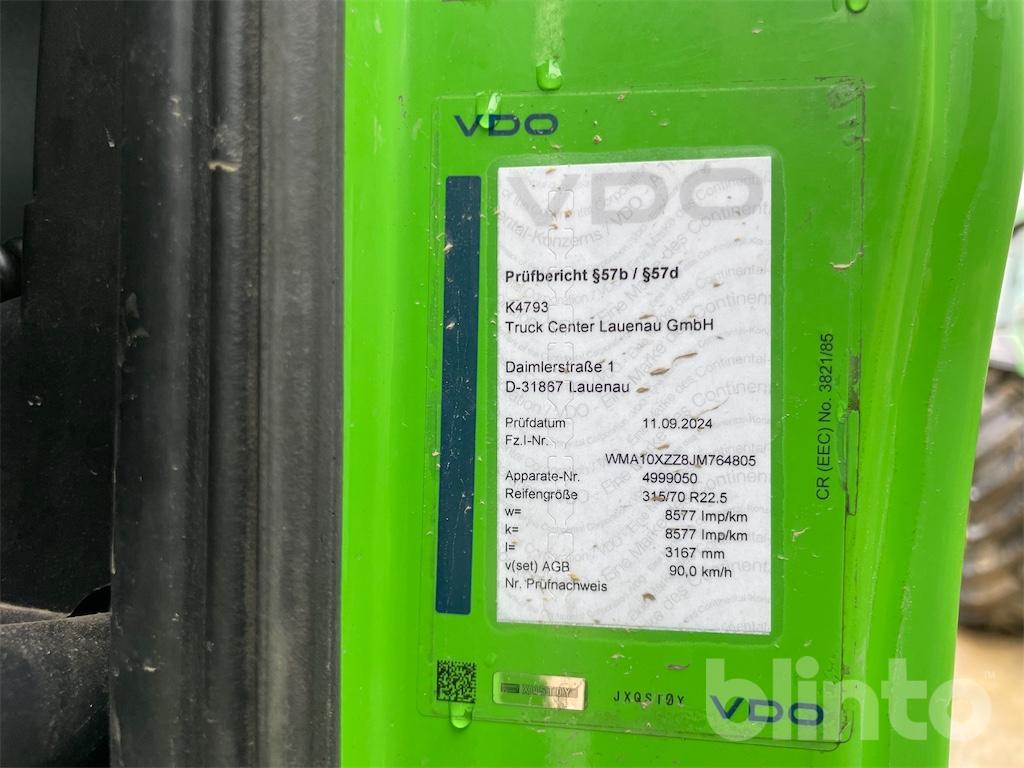 VDO
VDO
Prüfbericht §57b / §57d
K4793
Truck Center Lauenau GmbH
Daimlerstraße 1
D-31867 Lauenau
Prüfdatum 11.09.2024
Fz.I-Nr.
WMA10XZZ8JM764805
Apparate-Nr. 4999050
Reifengröße 315/70 R22.5
w= 8577 Imp/km
k= 8577 Imp/km
l= 3167 mm
v(set) AGB 90,0 km/h
Nr. Prüfnachweis
CR (EEC) No. 3821/85
JXQST0Y
VDO
blinto